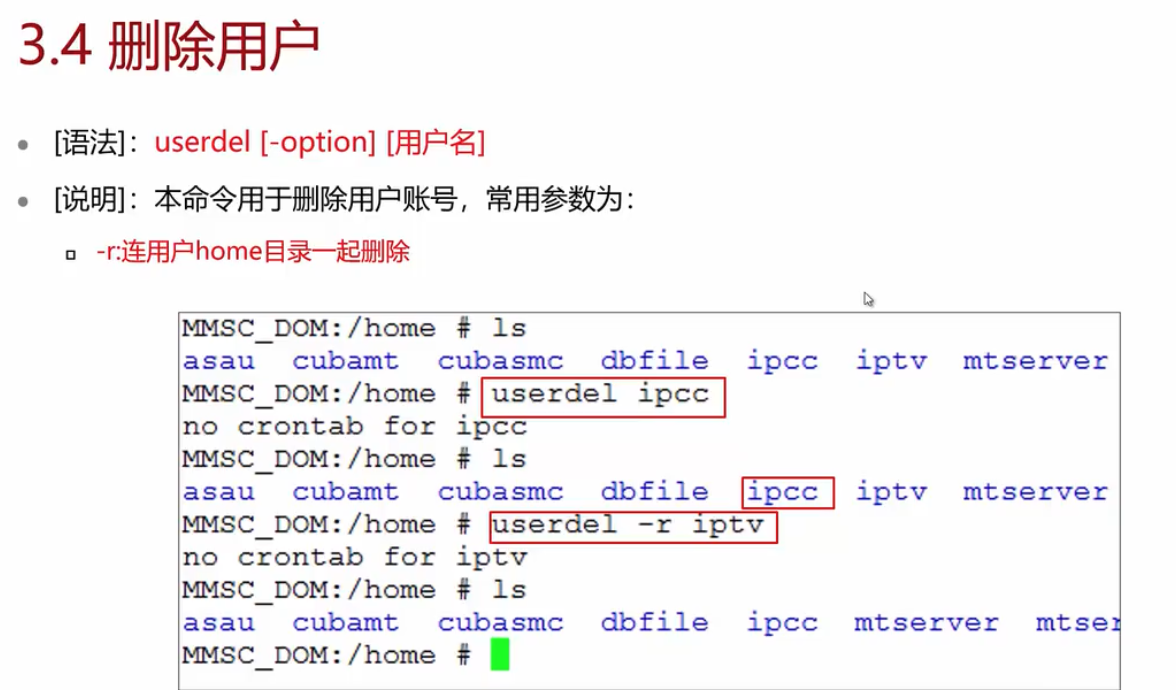 3.4 删除用户
[语法]：userdel [-option] [用户名]
[说明]：本命令用于删除用户账号，常用参数为：
-r:连用户home目录一起删除
MMSC_DOM:/home # ls
asau cubamt cubasmc dbfile ipcc iptv mtserver
MMSC_DOM:/home # userdel ipcc
no crontab for ipcc
MMSC_DOM:/home # ls
asau cubamt cubasmc dbfile ipcc iptv mtserver
MMSC_DOM:/home # userdel -r iptv
no crontab for iptv
MMSC_DOM:/home # ls
asau cubamt cubasmc dbfile ipcc mtserver mtser
MMSC_DOM:/home #